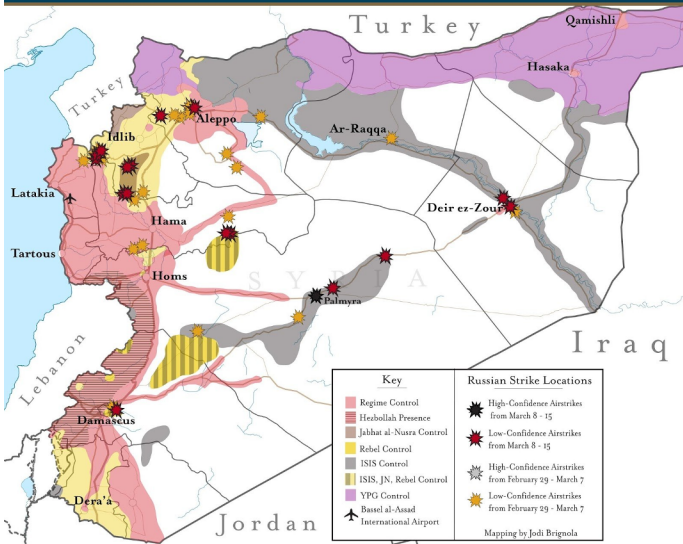 Turkey
Qamishli
Hasaka
Turkey
Aleppo
Idlib
Ar-Raqqa
Latakia
Deir ez-Zour
Hama
Tartous
Homs
SYRIA
Palmyra
Iraq
Lebanon
Damascus
Dera'a
Jordan
Key
Regime Control
Hezbollah Presence
Jabhat al-Nusra Control
Rebel Control
ISIS Control
ISIS, JN, Rebel Control
YPG Control
Bassel al-Assad
International Airport
Russian Strike Locations
High-Confidence Airstrikes
from March 8 - 15
Low-Confidence Airstrikes
from March 8 - 15
High-Confidence Airstrikes
from February 29 - March 7
Low-Confidence Airstrikes
from February 29 - March 7
Mapping by Jodi Brignola